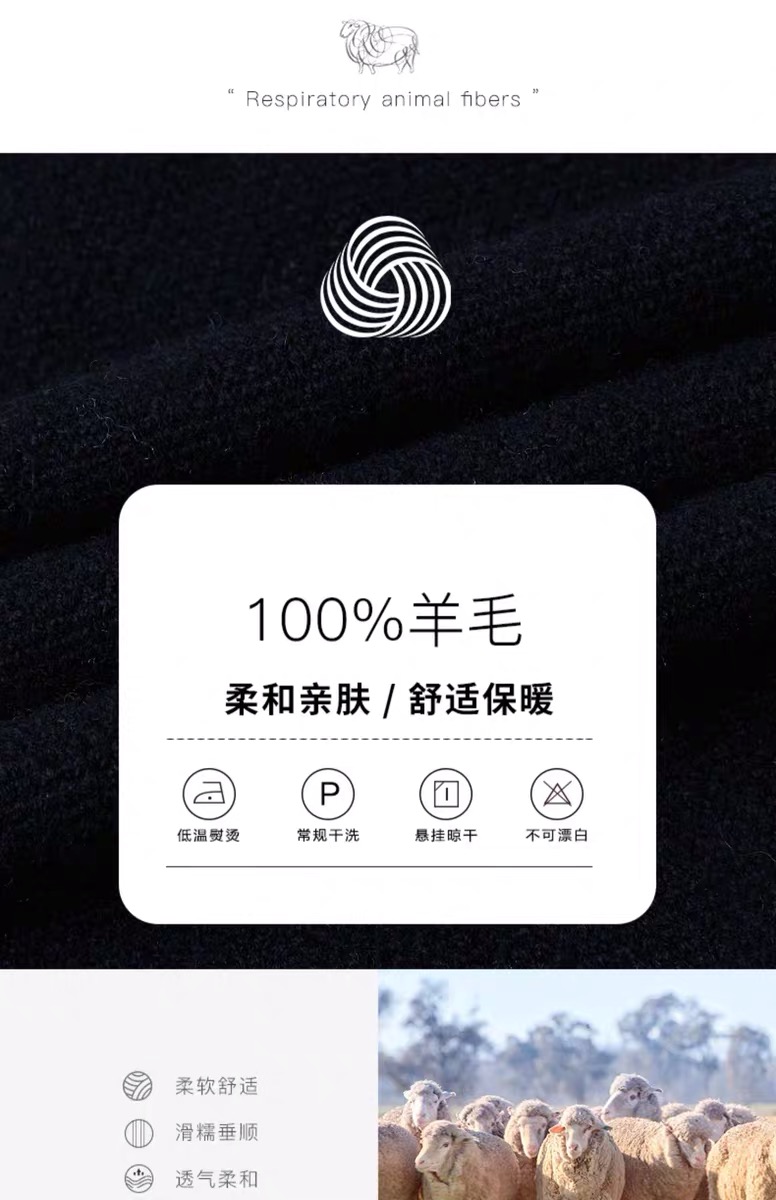 “ Respiratory animal fibers ”
100%羊毛
柔和亲肤 / 舒适保暖
低温熨烫 P 常规干洗 悬挂晾干 不可漂白
柔软舒适
滑糯垂顺
透气柔和